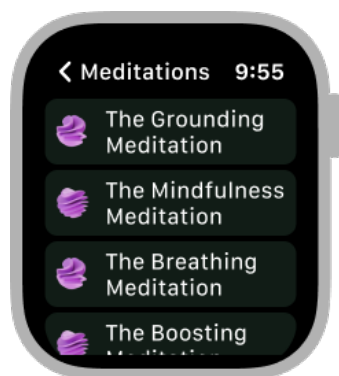 Meditations 9:55
The Grounding
Meditation
The Mindfulness
Meditation
The Breathing
Meditation
The Boosting